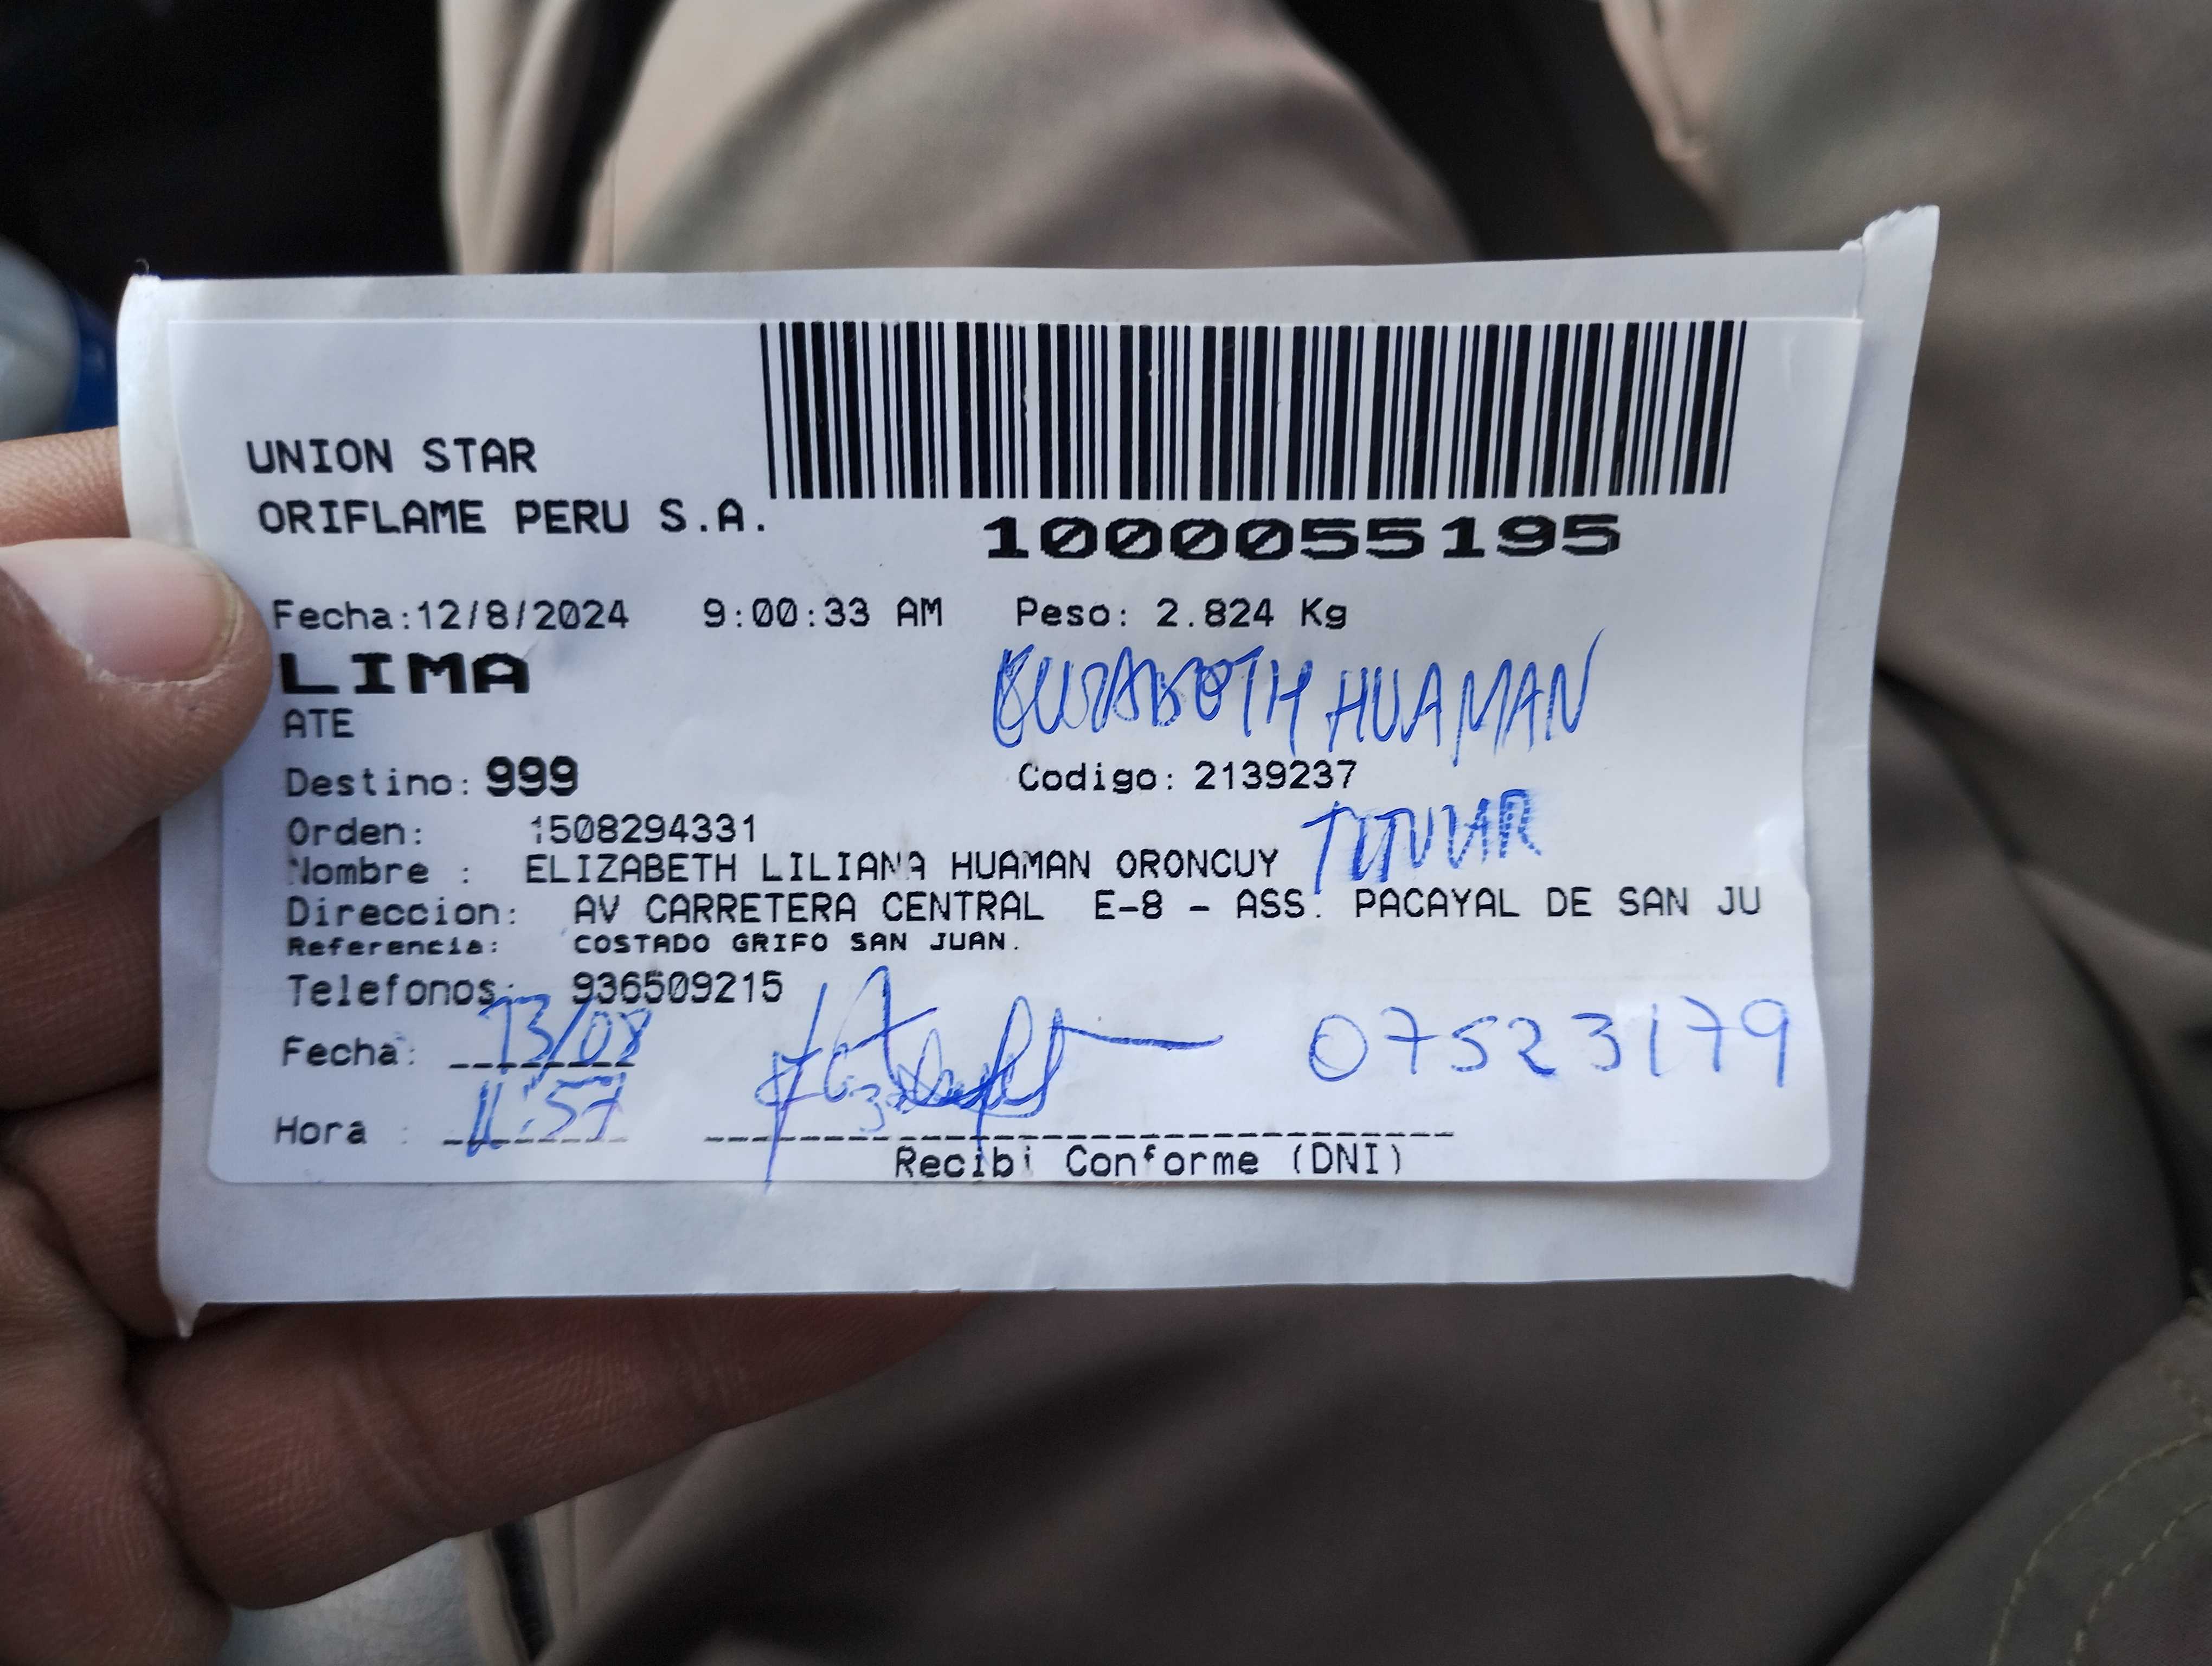 UNION STAR
ORIFLAME PERU S.A.
1000055195
Fecha:12/8/2024 9:00:33 AM Peso: 2.824 Kg
LIMA
ELIZABETH HUAMAN
ATE
Destino: 999 Codigo: 2139237
Orden: 1508294331
TITULAR
Nombre : ELIZABETH LILIANA HUAMAN ORONCUY
Direccion: AV CARRETERA CENTRAL E-8 - ASS. PACAYAL DE SAN JU
Referencia: COSTADO GRIFO SAN JUAN.
Telefonos: 936509215
Fecha: 13/08 07523179
Hora : 11:57
Recibi Conforme (DNI)